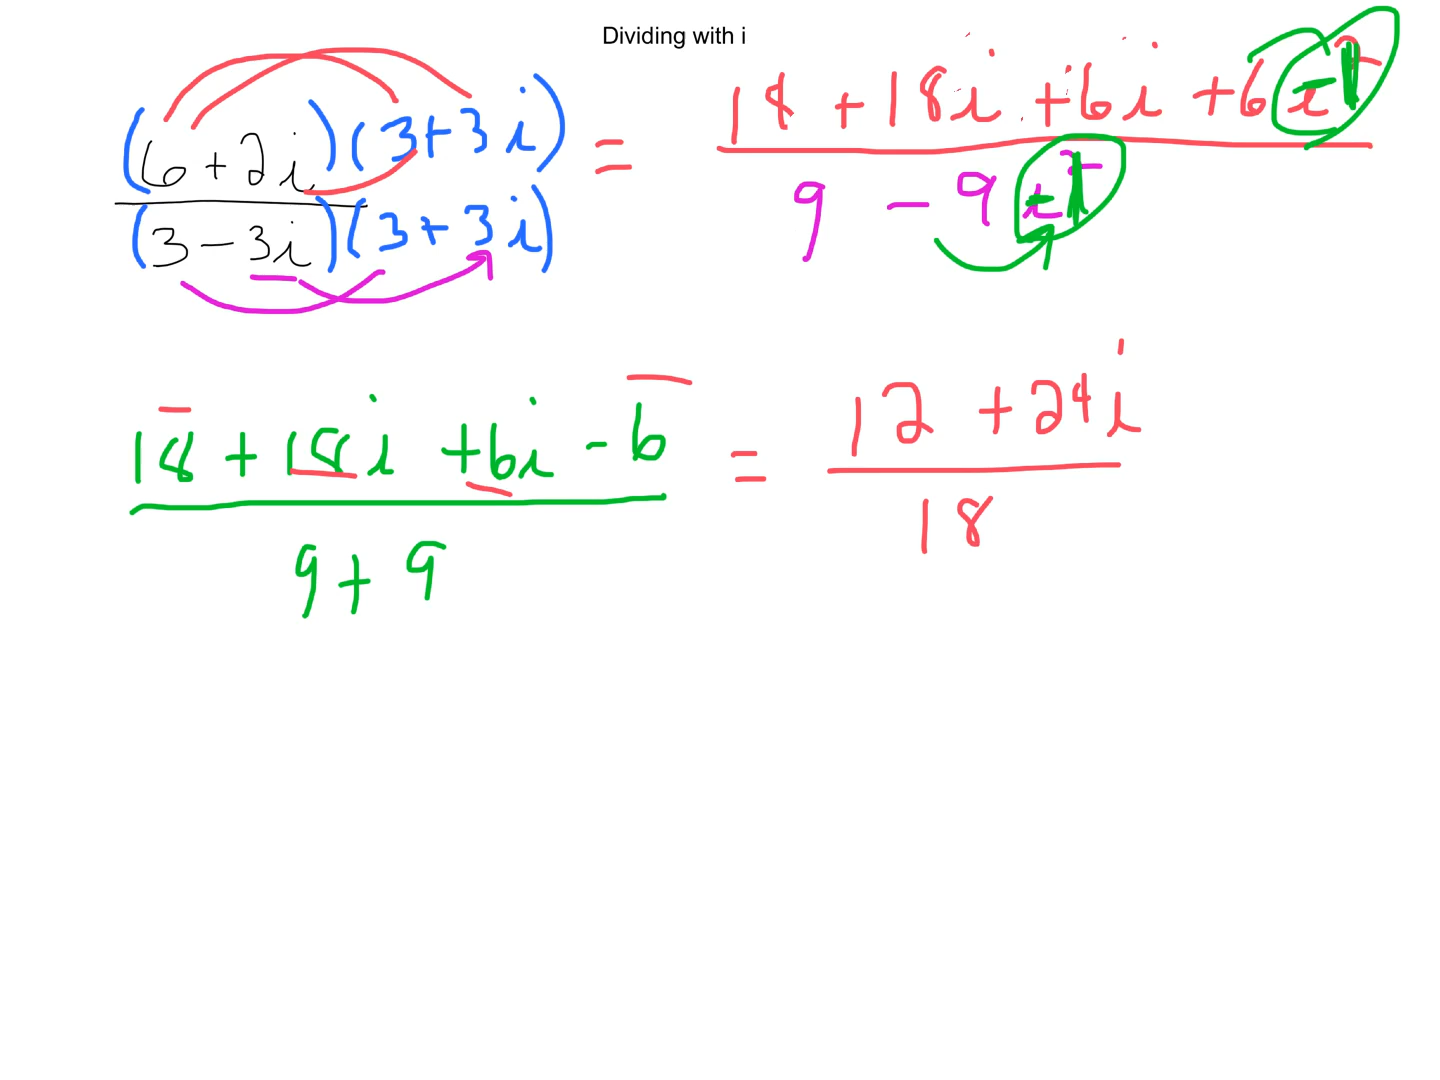 Dividing with i
(6 + 2i)(3 + 3i) = 18 + 18i + 6i + 6i²
(3 - 3i)(3 + 3i) 9 - 9i²
18 + 18i + 6i - 6 = 12 + 24i
9 + 9 18